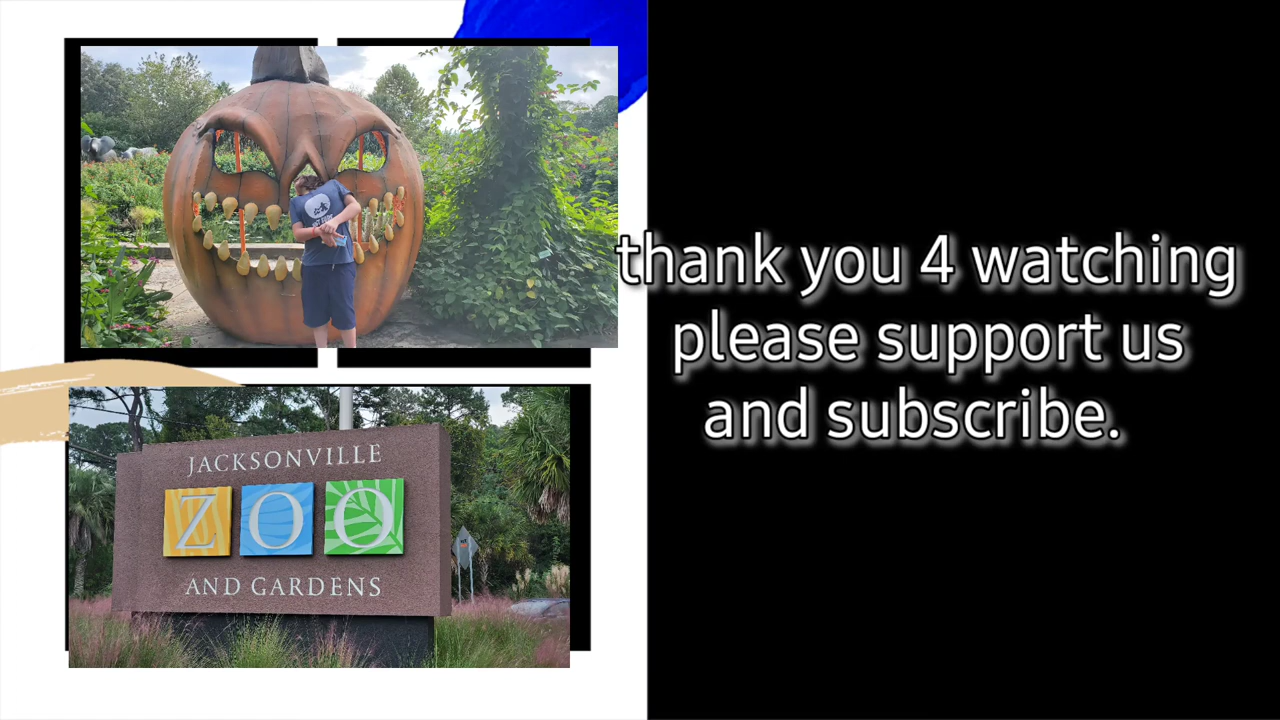 thank you 4 watching
please support us
and subscribe.
JACKSONVILLE
ZOO
AND GARDENS